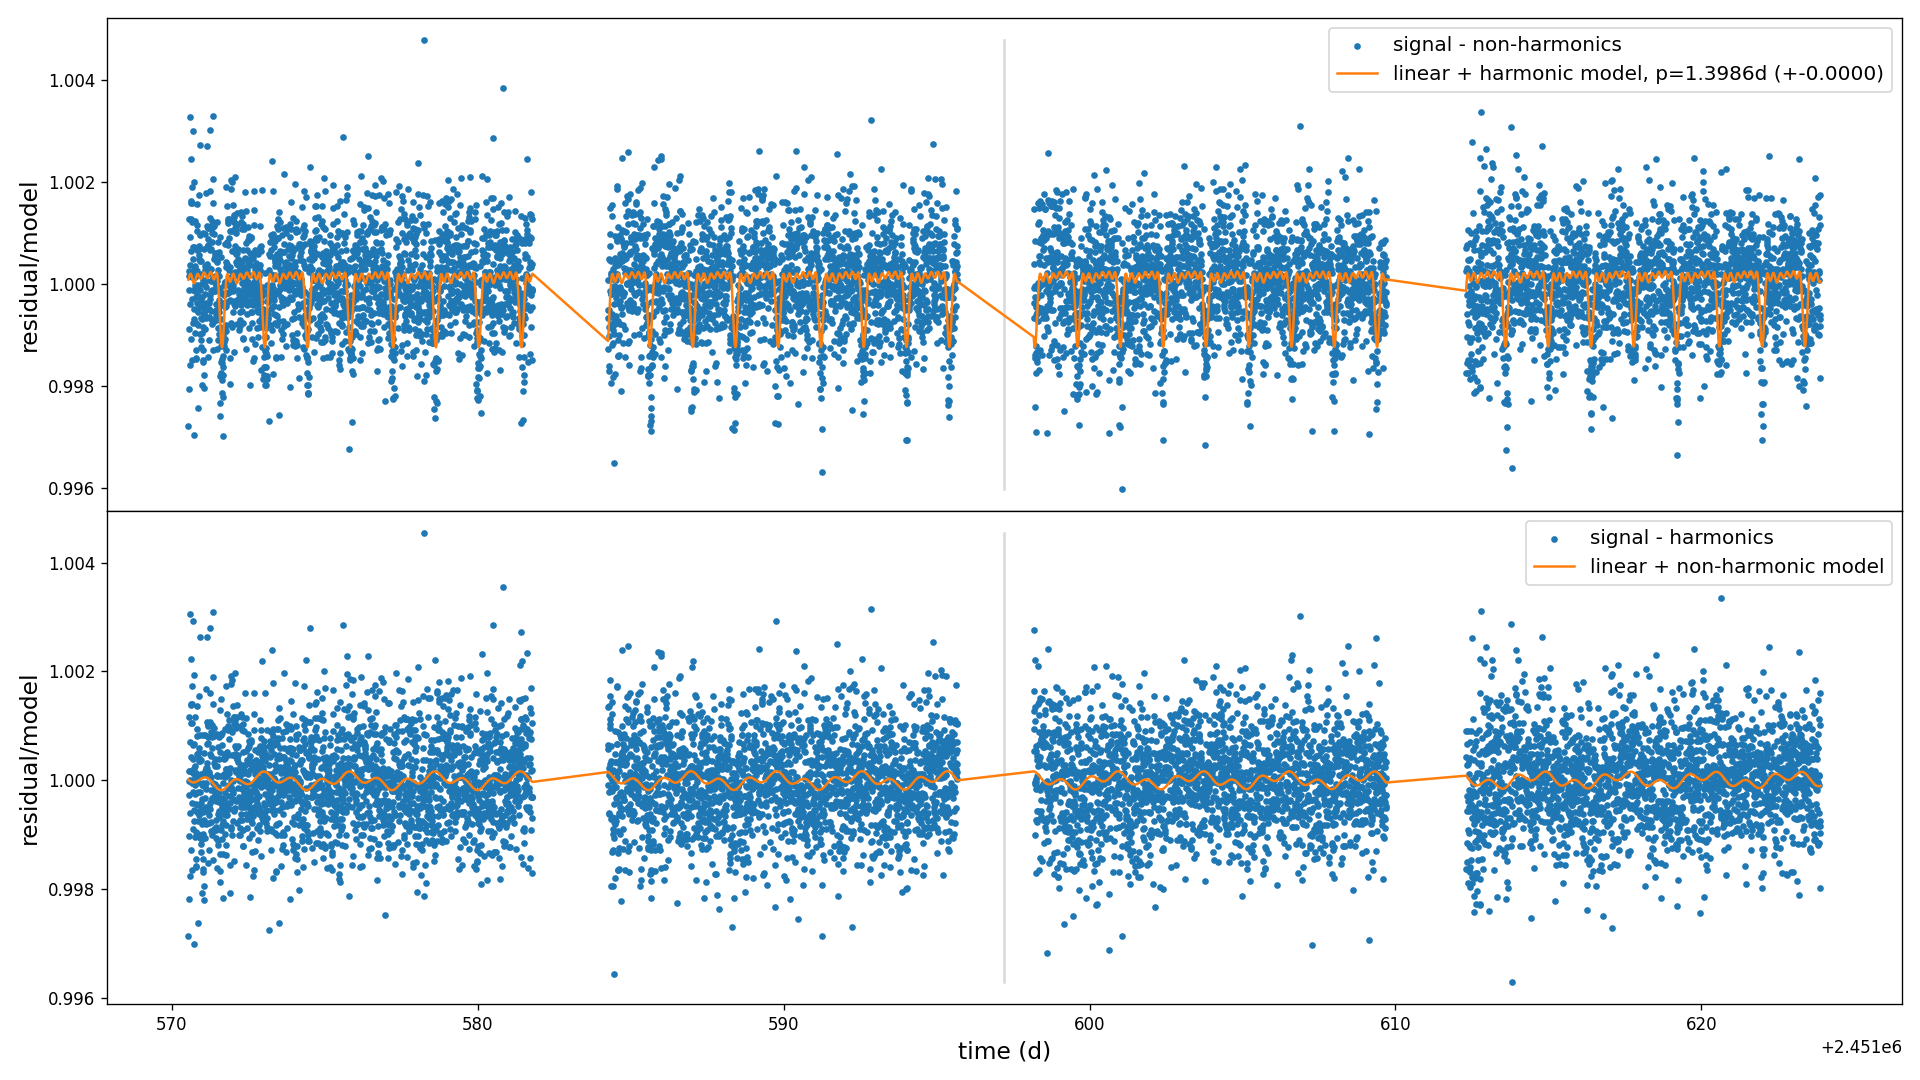 signal - non-harmonics
linear + harmonic model, p=1.3986d (+-0.0000)
1.004
1.002
1.000
0.998
0.996
residual/model
signal - harmonics
linear + non-harmonic model
1.004
1.002
1.000
0.998
0.996
residual/model
570
580
590
600
610
620
+2.451e6
time (d)